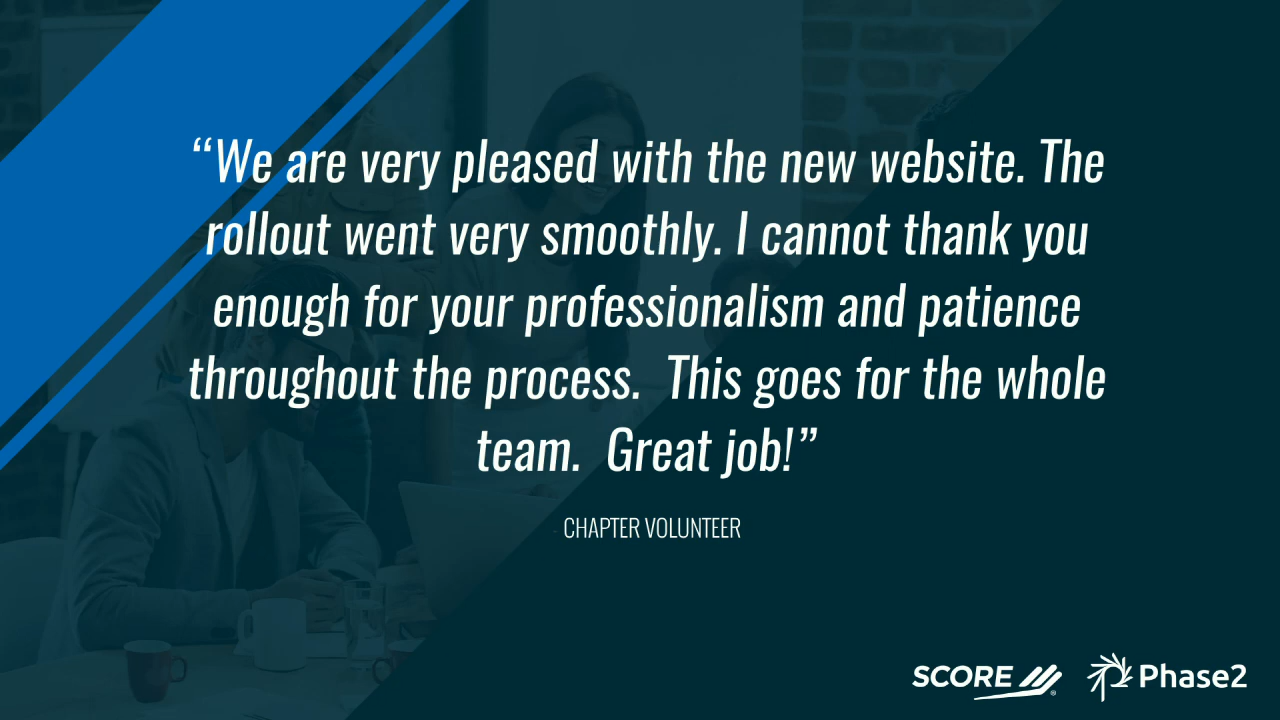 “We are very pleased with the new website. The
rollout went very smoothly. I cannot thank you
enough for your professionalism and patience
throughout the process.  This goes for the whole
team.  Great job!”
- CHAPTER VOLUNTEER
SCORE ®
Phase2